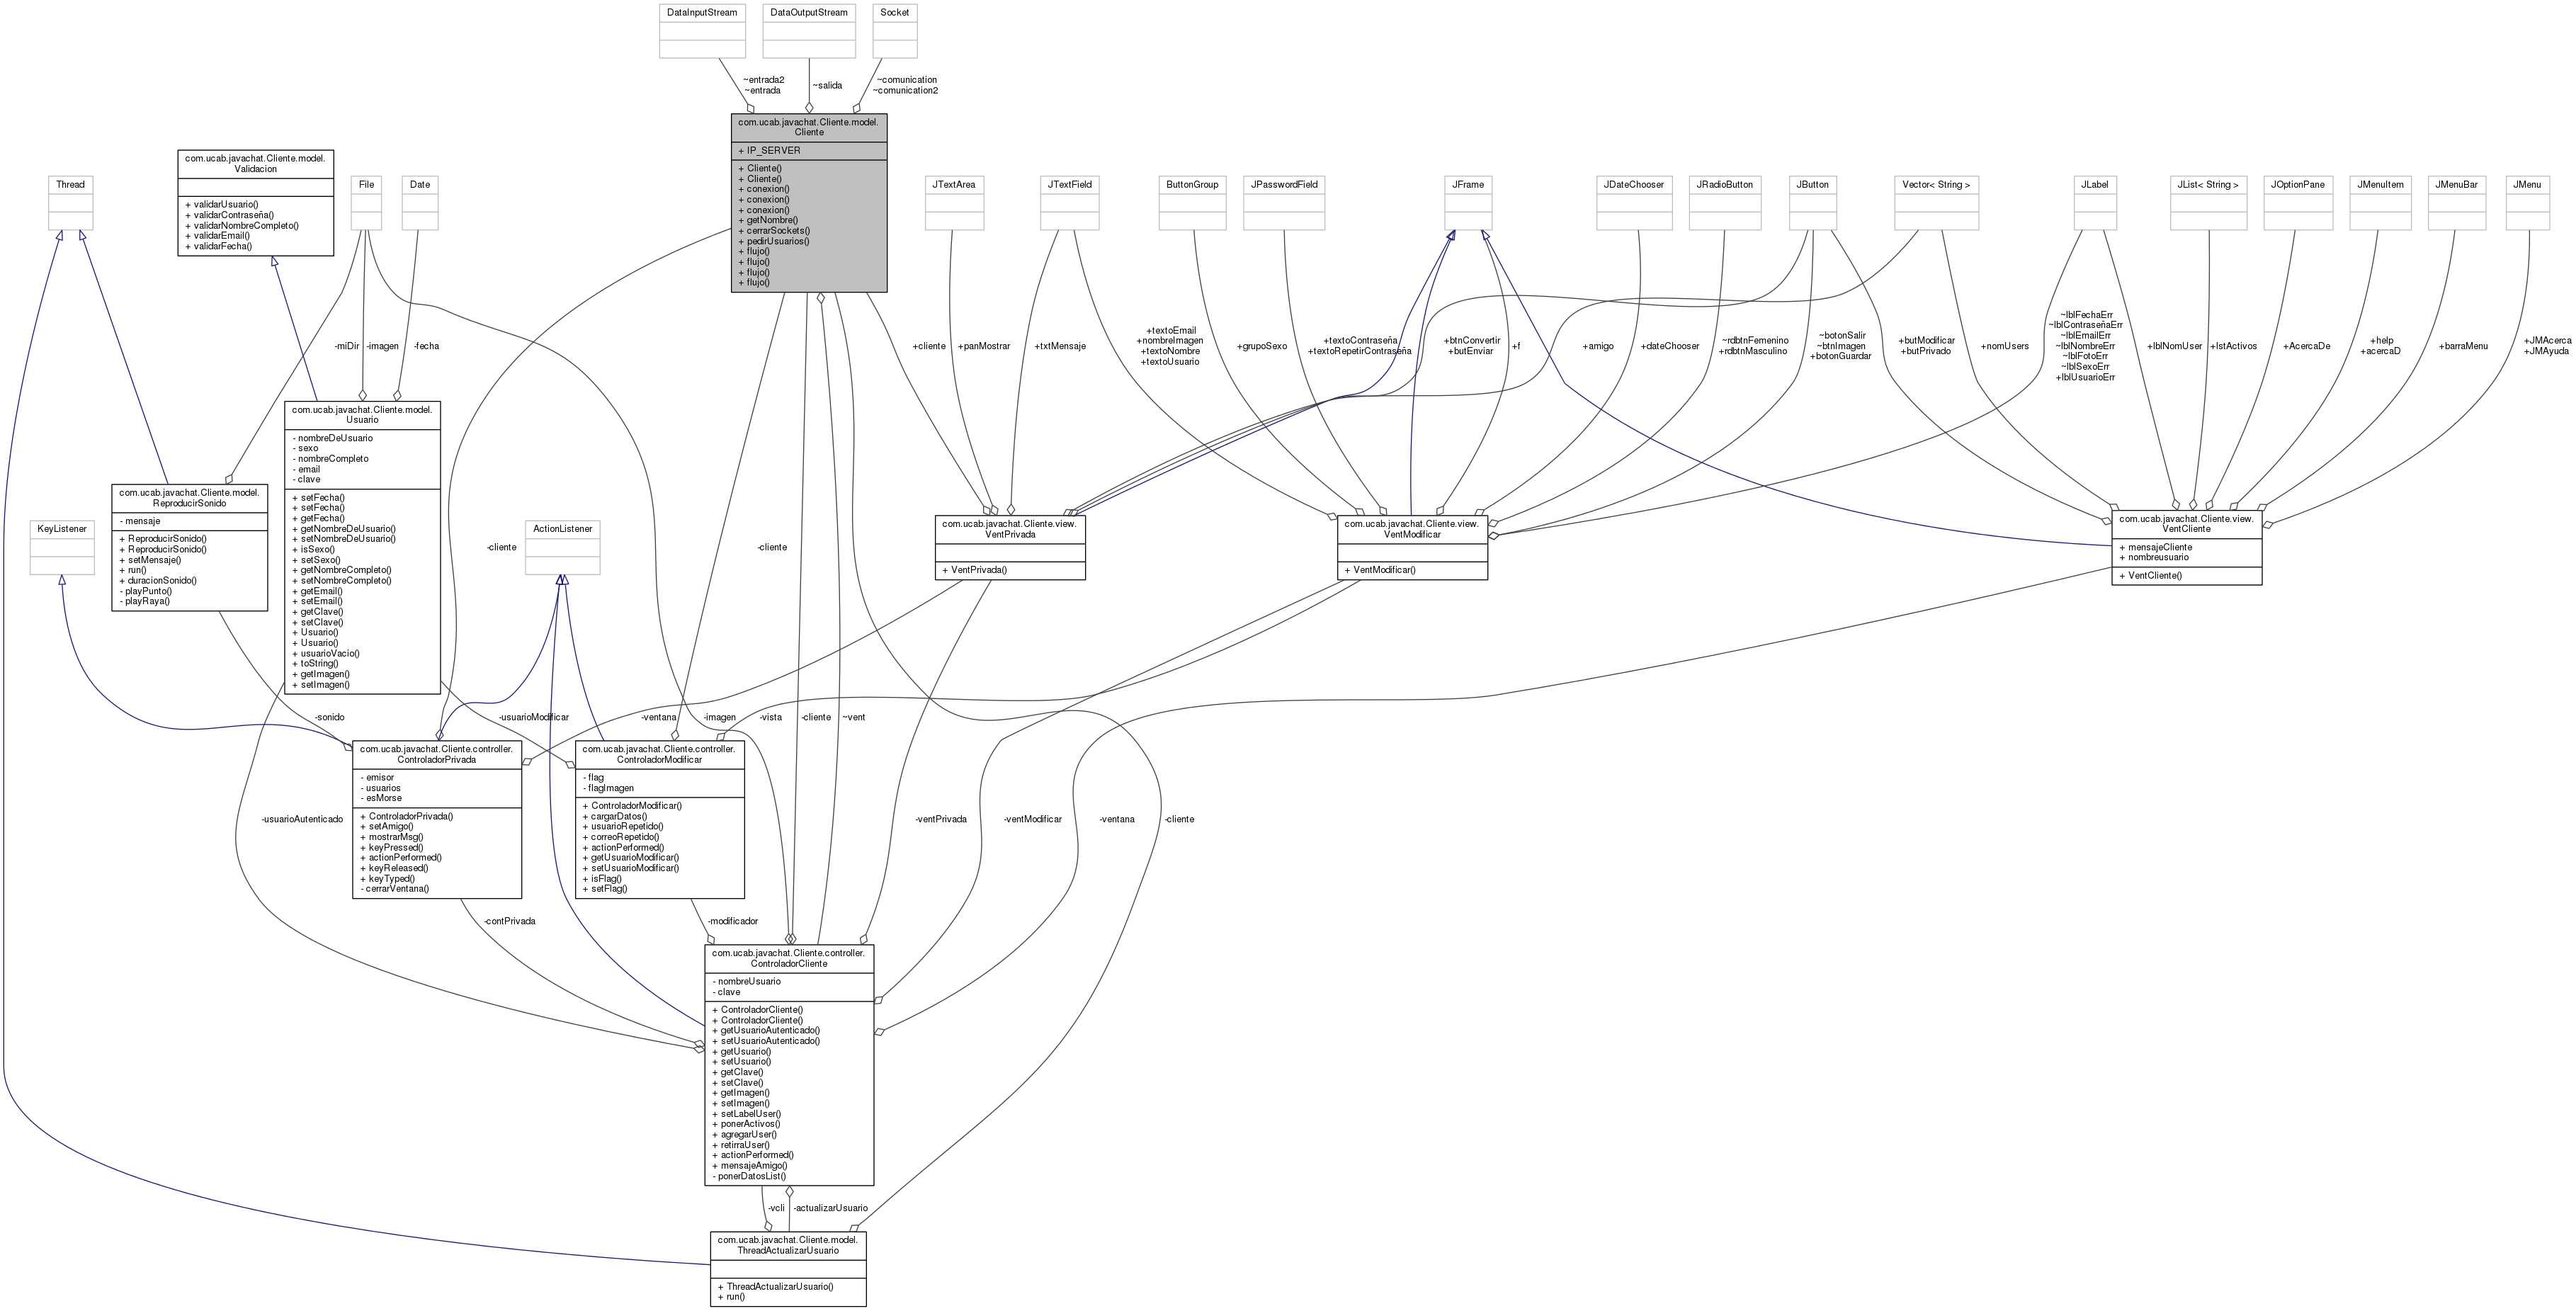 DataInputStream
DataOutputStream
Socket
~entrada2
~entrada
~salida
~comunication
~comunication2
com.ucab.javachat.Cliente.model.
Cliente
+ IP_SERVER
+ Cliente()
+ Cliente()
+ conexion()
+ conexion()
+ conexion()
+ getNombre()
+ cerrarSockets()
+ pedirUsuarios()
+ flujo()
+ flujo()
+ flujo()
+ flujo()
com.ucab.javachat.Cliente.model.
Validacion
+ validarUsuario()
+ validarContraseña()
+ validarNombreCompleto()
+ validarEmail()
+ validarFecha()
Thread
File
Date
JTextArea
JTextField
ButtonGroup
JPasswordField
JFrame
JDateChooser
JRadioButton
JButton
Vector< String >
JLabel
JList< String >
JOptionPane
JMenuItem
JMenuBar
JMenu
-miDir
-imagen
-fecha
+cliente
+panMostrar
+txtMensaje
+textoEmail
+nombreImagen
+textoNombre
+textoUsuario
+grupoSexo
+textoContraseña
+textoRepetirContraseña
+btnConvertir
+butEnviar
+f
+amigo
+dateChooser
~rdbtnFemenino
+rdbtnMasculino
~botonSalir
~btnImagen
+botonGuardar
+butModificar
+butPrivado
+nomUsers
~lblFechaErr
~lblContraseñaErr
~lblEmailErr
~lblNombreErr
~lblFotoErr
~lblSexoErr
+lblUsuarioErr
+lblNomUser
+lstActivos
+AcercaDe
+help
+acercaD
+barraMenu
+JMAcerca
+JMAyuda
com.ucab.javachat.Cliente.model.
Usuario
- nombreDeUsuario
- sexo
- nombreCompleto
- email
- clave
+ setFecha()
+ setFecha()
+ getFecha()
+ getNombreDeUsuario()
+ setNombreDeUsuario()
+ isSexo()
+ setSexo()
+ getNombreCompleto()
+ setNombreCompleto()
+ getEmail()
+ setEmail()
+ getClave()
+ setClave()
+ Usuario()
+ Usuario()
+ usuarioVacio()
+ toString()
+ getImagen()
+ setImagen()
com.ucab.javachat.Cliente.model.
ReproducirSonido
- mensaje
+ ReproducirSonido()
+ ReproducirSonido()
+ setMensaje()
+ run()
+ duracionSonido()
- playPunto()
- playRaya()
KeyListener
ActionListener
-cliente
-cliente
com.ucab.javachat.Cliente.view.
VentPrivada
+ VentPrivada()
com.ucab.javachat.Cliente.view.
VentModificar
+ VentModificar()
com.ucab.javachat.Cliente.view.
VentCliente
+ mensajeCliente
+ nombreusuario
+ VentCliente()
-sonido
-usuarioModificar
-ventana
-imagen
-vista
-cliente
~vent
com.ucab.javachat.Cliente.controller.
ControladorPrivada
- emisor
- usuarios
- esMorse
+ ControladorPrivada()
+ setAmigo()
+ mostrarMsg()
+ keyPressed()
+ actionPerformed()
+ keyReleased()
+ keyTyped()
- cerrarVentana()
com.ucab.javachat.Cliente.controller.
ControladorModificar
- flag
- flagImagen
+ ControladorModificar()
+ cargarDatos()
+ usuarioRepetido()
+ correoRepetido()
+ actionPerformed()
+ getUsuarioModificar()
+ setUsuarioModificar()
+ isFlag()
+ setFlag()
-usuarioAutenticado
-ventPrivada
-ventModificar
-ventana
-cliente
-contPrivada
-modificador
com.ucab.javachat.Cliente.controller.
ControladorCliente
- nombreUsuario
- clave
+ ControladorCliente()
+ ControladorCliente()
+ getUsuarioAutenticado()
+ setUsuarioAutenticado()
+ getUsuario()
+ setUsuario()
+ getClave()
+ setClave()
+ getImagen()
+ setImagen()
+ setLabelUser()
+ ponerActivos()
+ agregarUser()
+ retirraUser()
+ actionPerformed()
+ mensajeAmigo()
- ponerDatosList()
-vcli
-actualizarUsuario
com.ucab.javachat.Cliente.model.
ThreadActualizarUsuario
+ ThreadActualizarUsuario()
+ run()